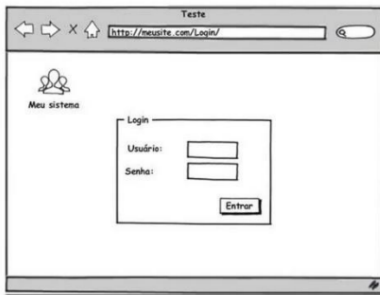 Teste
http://meusite.com/Login/
Meu sistema
Login
Usuário:
Senha:
Entrar